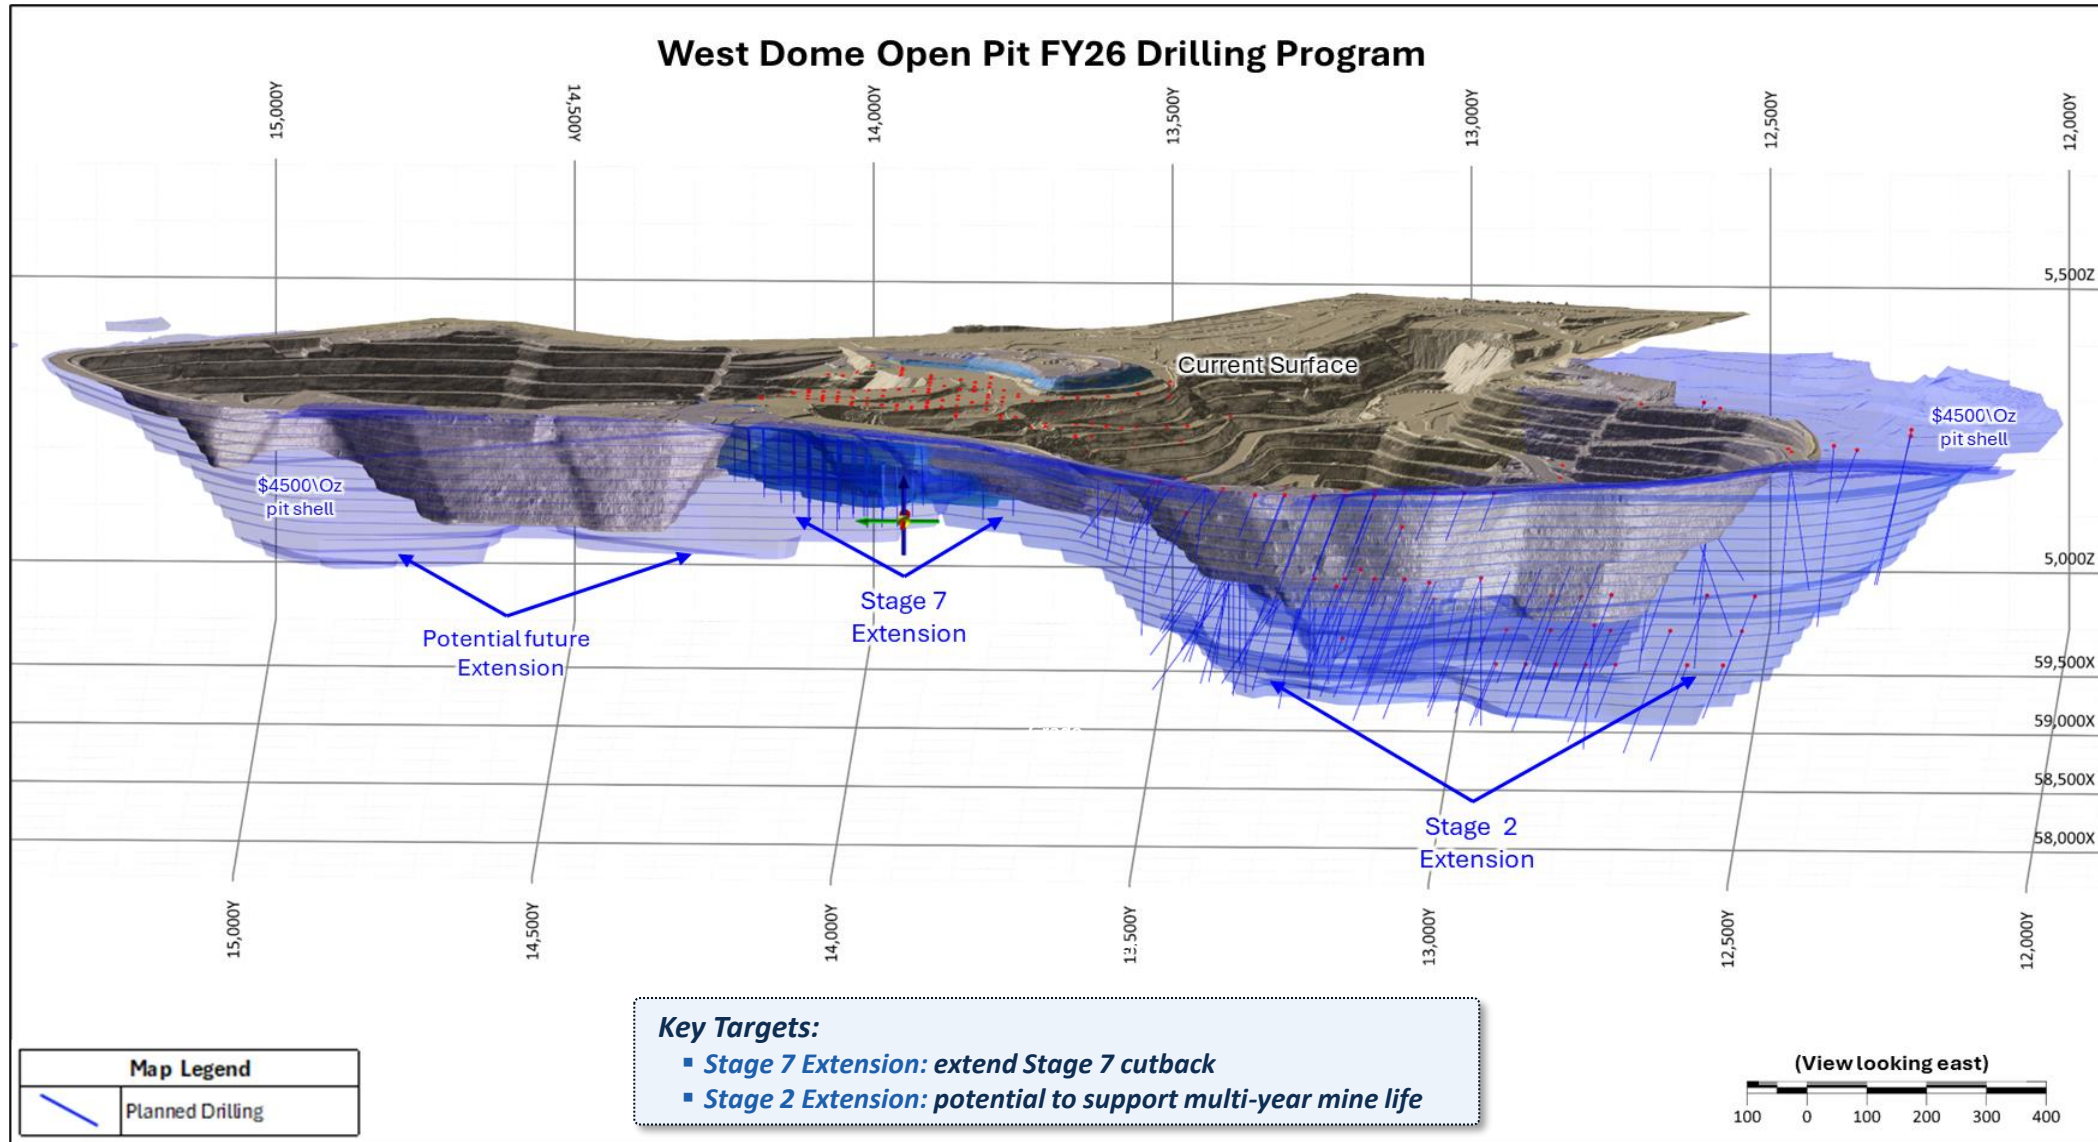 West Dome Open Pit FY26 Drilling Program
15,000Y
14,500Y
14,000Y
13,500Y
13,000Y
12,500Y
12,000Y
5,500Z
Current Surface
$4500\Oz
pit shell
$4500\Oz
pit shell
5,000Z
Stage 7
Extension
Potential future
Extension
59,500X
59,000X
58,500X
Stage 2
Extension
58,000X
15,000Y
14,500Y
14,000Y
13,500Y
13,000Y
12,500Y
12,000Y
Key Targets:
▪ Stage 7 Extension: extend Stage 7 cutback
▪ Stage 2 Extension: potential to support multi-year mine life
Map Legend
Planned Drilling
(View looking east)
100 0 100 200 300 400